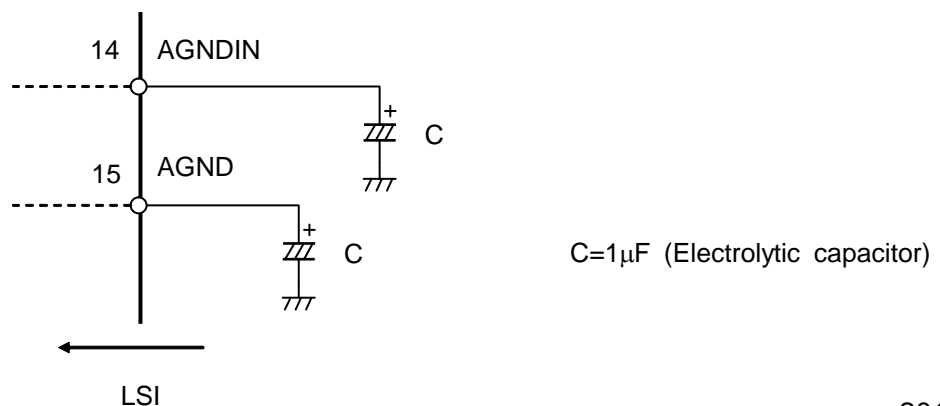 14 AGNDIN
+
C
15 AGND
+
C
C=1μF (Electrolytic capacitor)
LSI